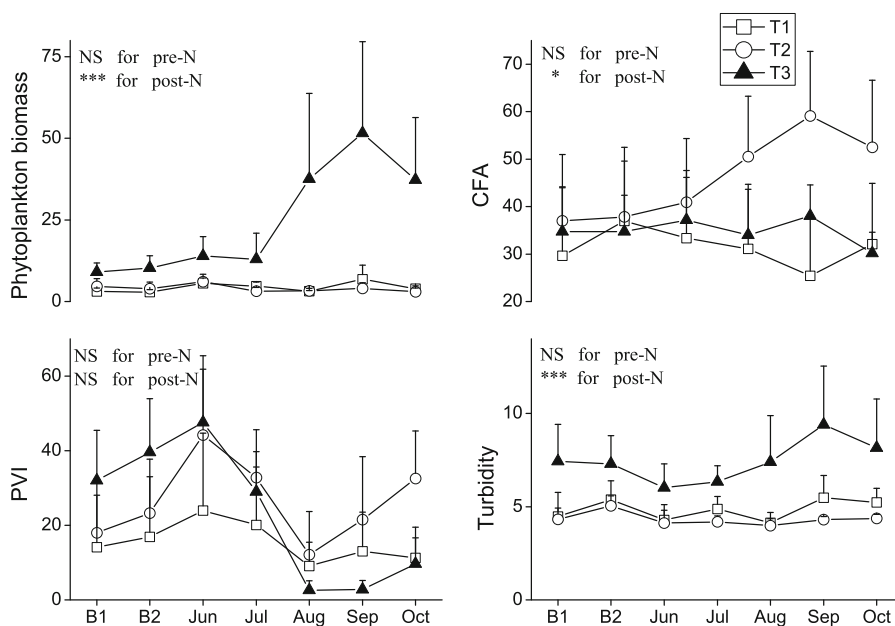 NS for pre-N
*** for post-N
Phytoplankton biomass
75
50
25
0
NS for pre-N
* for post-N
T1
T2
T3
CFA
70
60
50
40
30
20
NS for pre-N
NS for post-N
PVI
60
40
20
0
B1 B2 Jun Jul Aug Sep Oct
NS for pre-N
*** for post-N
Turbidity
10
5
0
B1 B2 Jun Jul Aug Sep Oct